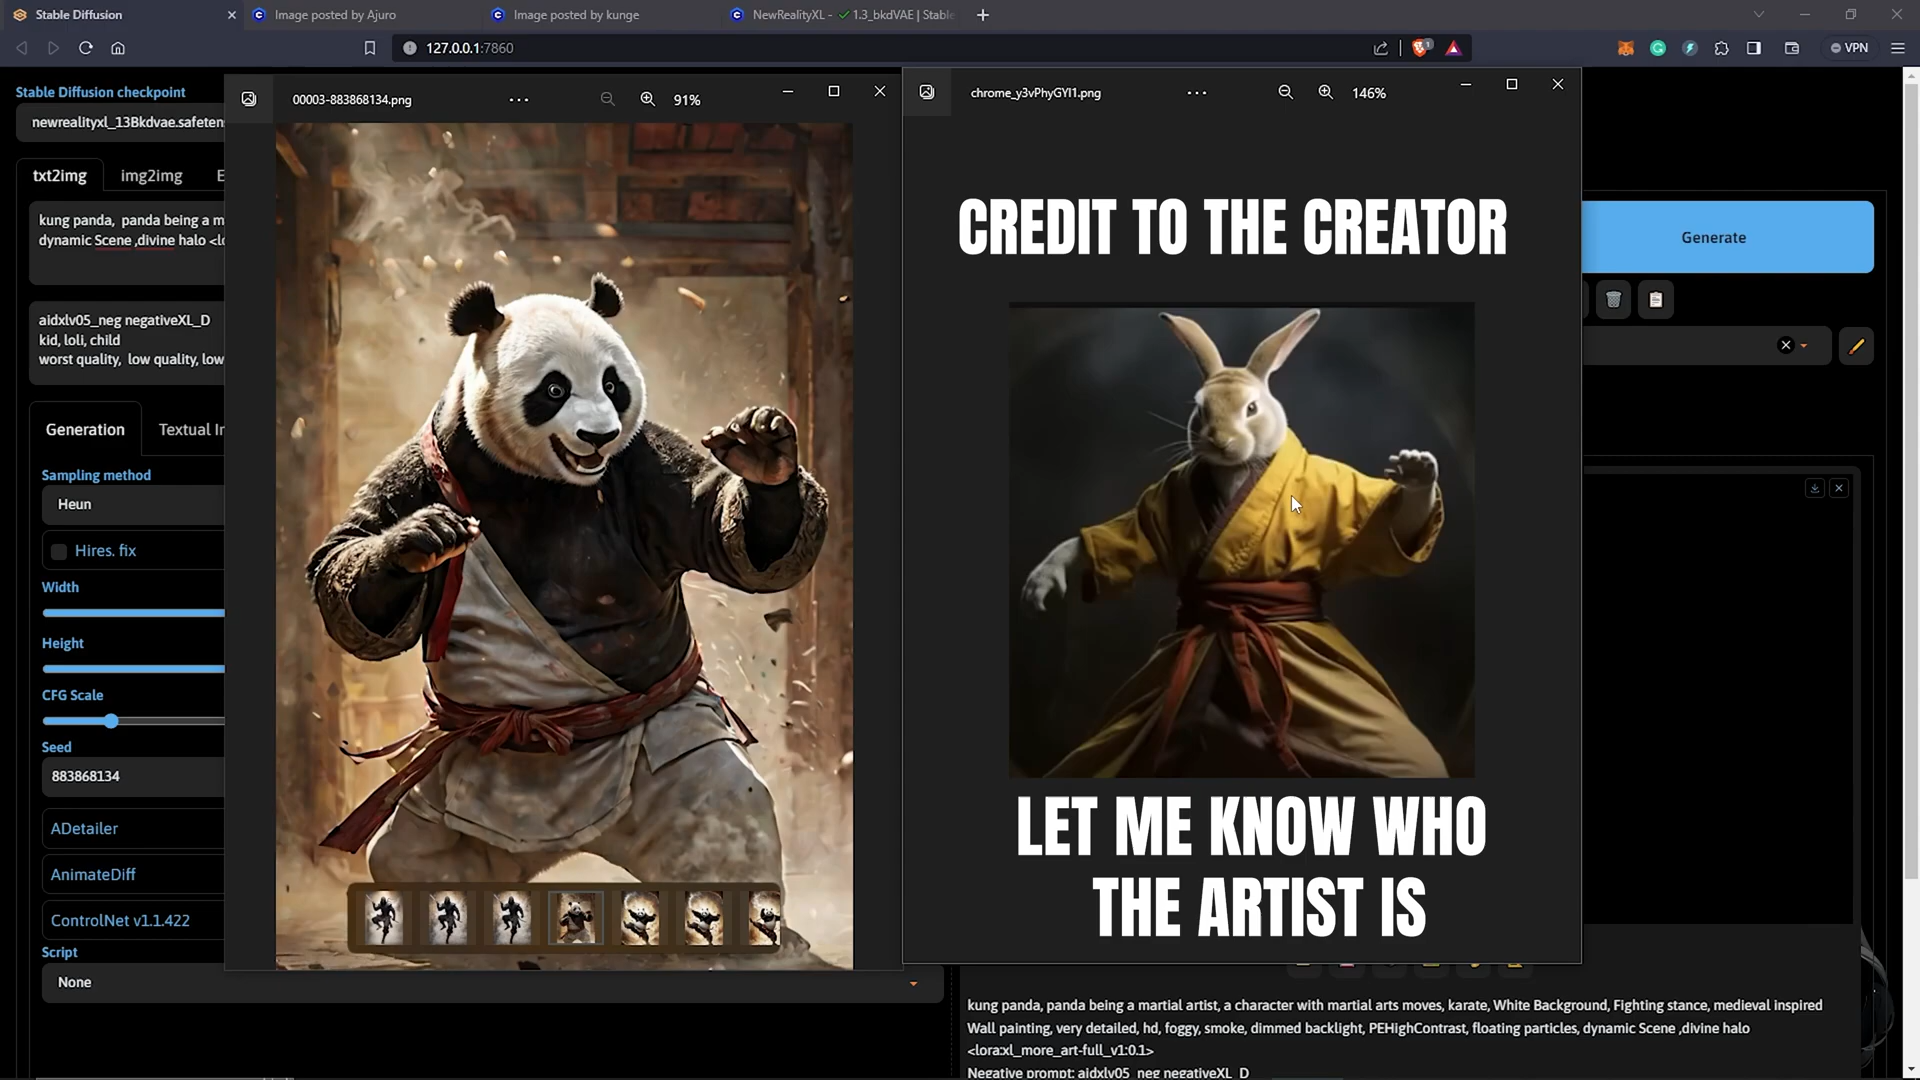 Stable Diffusion
Image posted by Ajuro
Image posted by kunge
NewRealityXL - ✓ 1.3_bkdVAE | Stable
127.0.0.1:7860
VPN
Stable Diffusion checkpoint
newrealityxl_13Bkdvae.safeten
txt2img
img2img
E
kung panda, panda being a m
dynamic Scene ,divine halo <lo
aidxlv05_neg negativeXL_D
kid, loli, child
worst quality, low quality, low
Generation
Textual In
Sampling method
Heun
Hires. fix
Width
Height
CFG Scale
Seed
883868134
ADetailer
AnimateDiff
ControlNet v1.1.422
Script
None
00003-883868134.png
91%
chrome_y3vPhyGYI1.png
146%
CREDIT TO THE CREATOR
LET ME KNOW WHO
THE ARTIST IS
Generate
kung panda, panda being a martial artist, a character with martial arts moves, karate, White Background, Fighting stance, medieval inspired
Wall painting, very detailed, hd, foggy, smoke, dimmed backlight, PEHighContrast, floating particles, dynamic Scene ,divine halo
<lora:xl_more_art-full_v1:0.1>
Negative prompt: aidxlv05_neg negativeXL_D